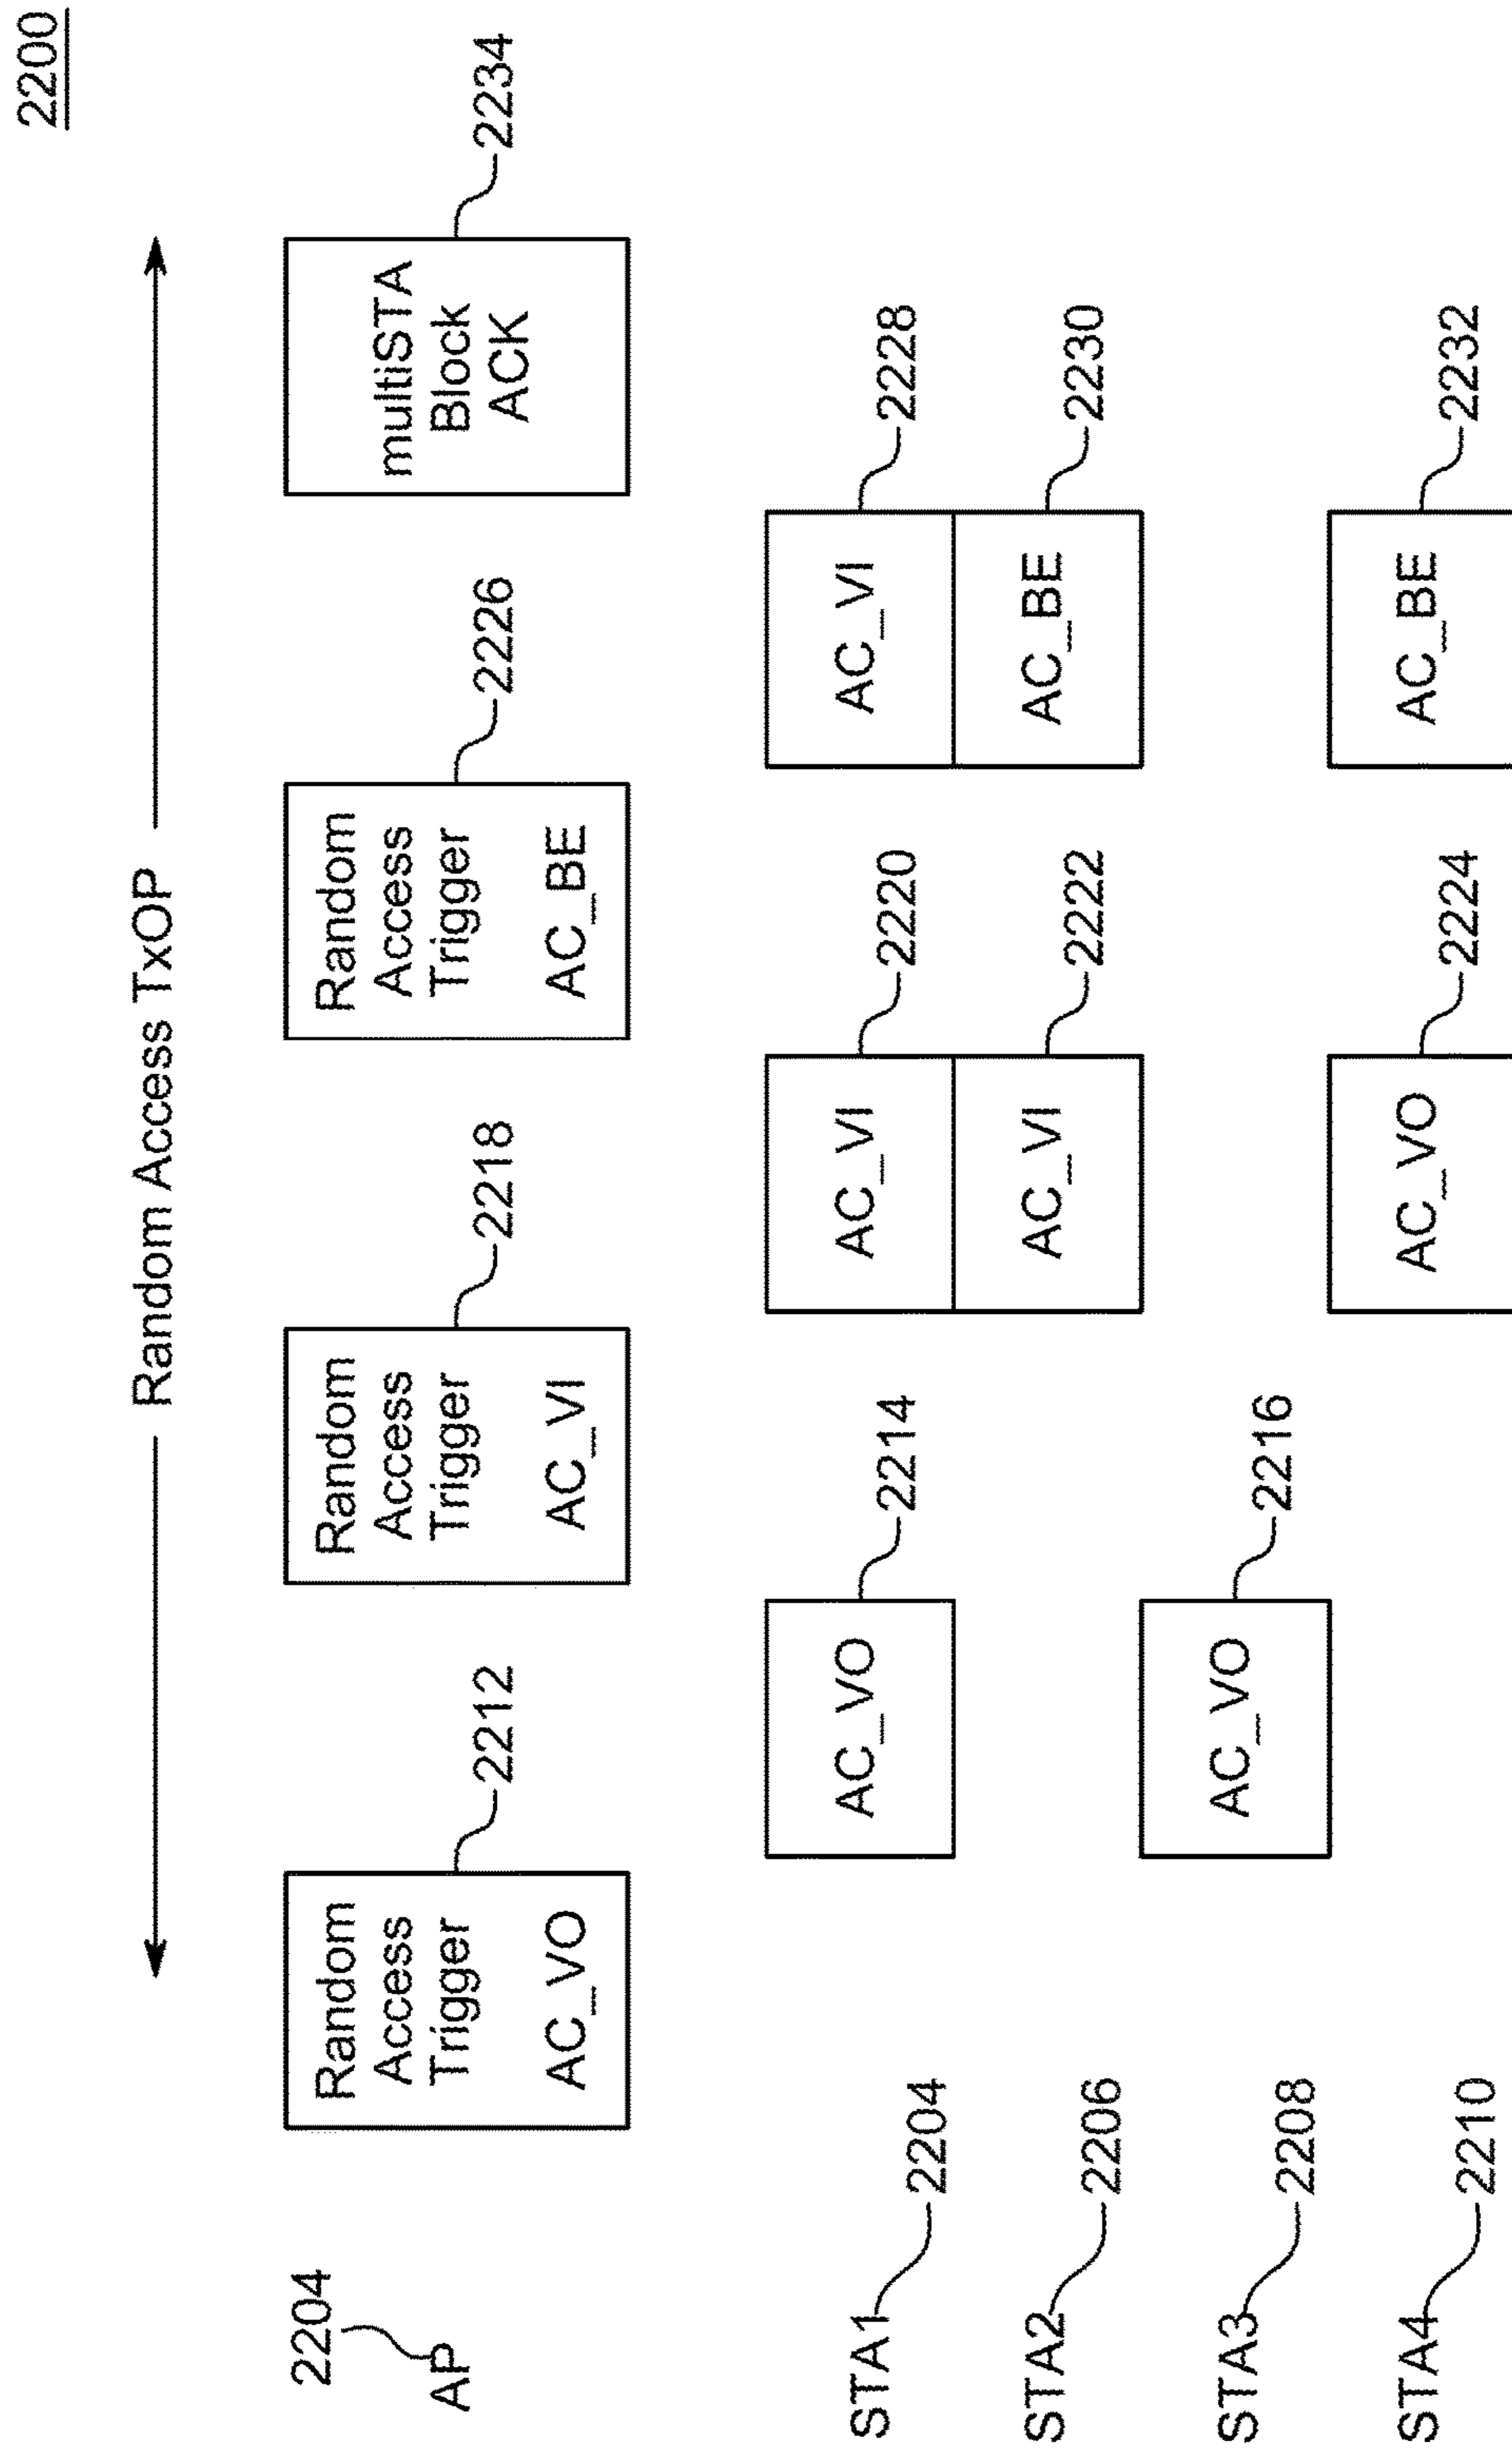 2200
Random Access TxOP
2204
AP
Random
Access
Trigger
AC_VO
2212
Random
Access
Trigger
AC_VI
2218
Random
Access
Trigger
AC_BE
2226
multiSTA
Block
ACK
2234
STA1
2204
AC_VO
2214
AC_VI
2220
AC_VI
2228
STA2
2206
AC_VI
2222
AC_BE
2230
STA3
2208
AC_VO
2216
STA4
2210
AC_VO
2224
AC_BE
2232